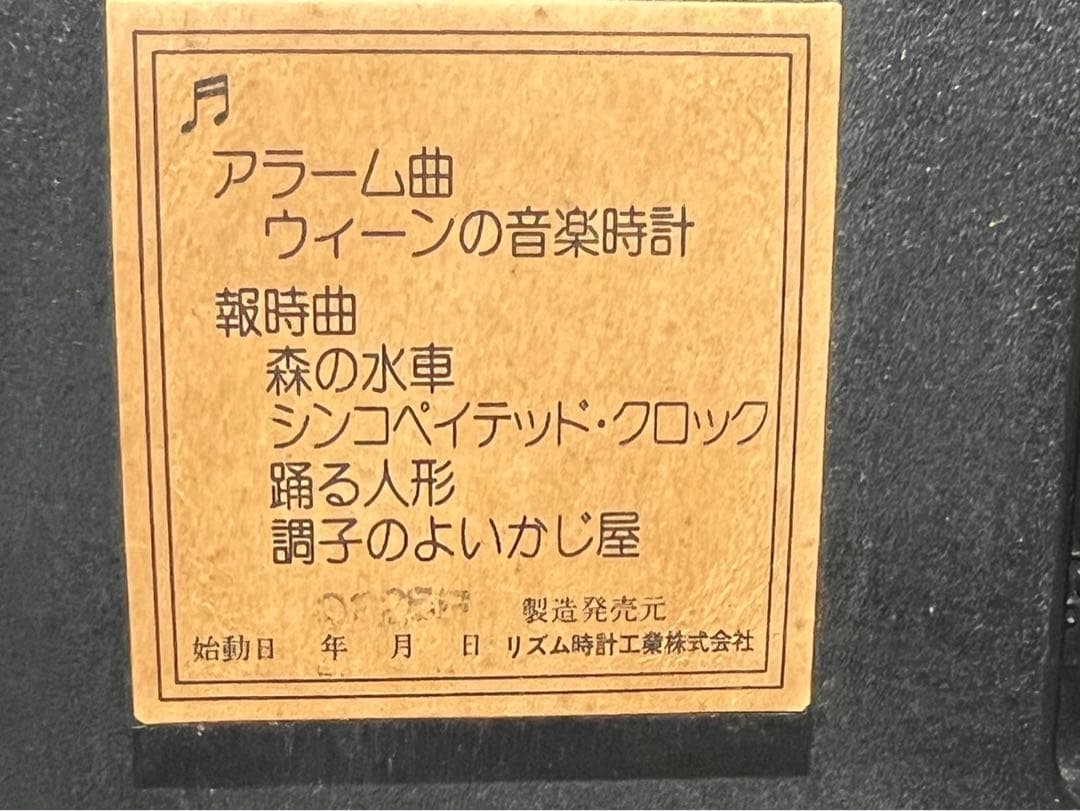 アラーム曲
ウィーンの音楽時計
報時曲
森の水車
シンコペイテッド・クロック
踊る人形
調子のよいかじ屋
製造発売元
始動日 年 月 日 リズム時計工業株式会社